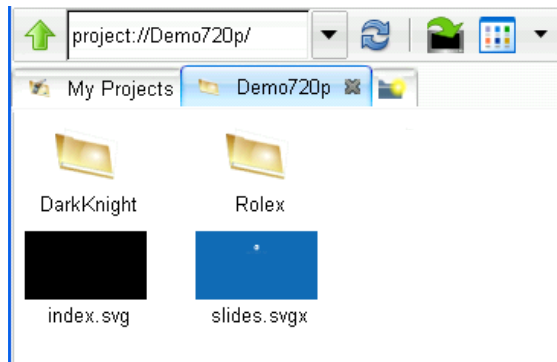 project://Demo720p/
My Projects Demo720p
DarkKnight Rolex
index.svg slides.svgx